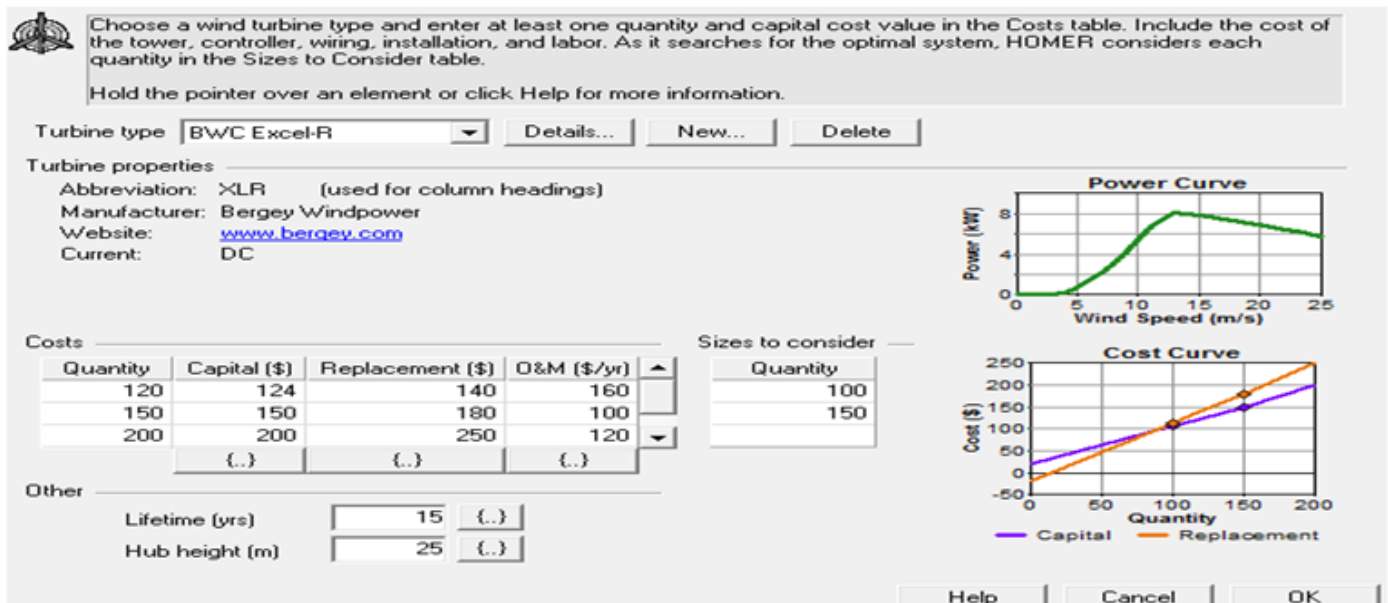 Choose a wind turbine type and enter at least one quantity and capital cost value in the Costs table. Include the cost of
the tower, controller, wiring, installation, and labor. As it searches for the optimal system, HOMER considers each
quantity in the Sizes to Consider table.
Hold the pointer over an element or click Help for more information.
Turbine type BWC Excel-R Details... New... Delete
Turbine properties
Abbreviation: XLR (used for column headings)
Manufacturer: Bergey Windpower
Website: www.bergey.com
Current: DC
Power Curve
Power (kW)
8
4
0
0 5 10 15 20 25
Wind Speed (m/s)
Costs
Quantity Capital ($) Replacement ($) O&M ($/yr)
120 124 140 160
150 150 180 100
200 200 250 120
{..} {..} {..}
Sizes to consider
Quantity
100
150
Cost Curve
Cost ($)
250
200
150
100
50
0
-50
0 50 100 150 200
Quantity
Capital Replacement
Other
Lifetime (yrs) 15 {..}
Hub height (m) 25 {..}
Help Cancel OK